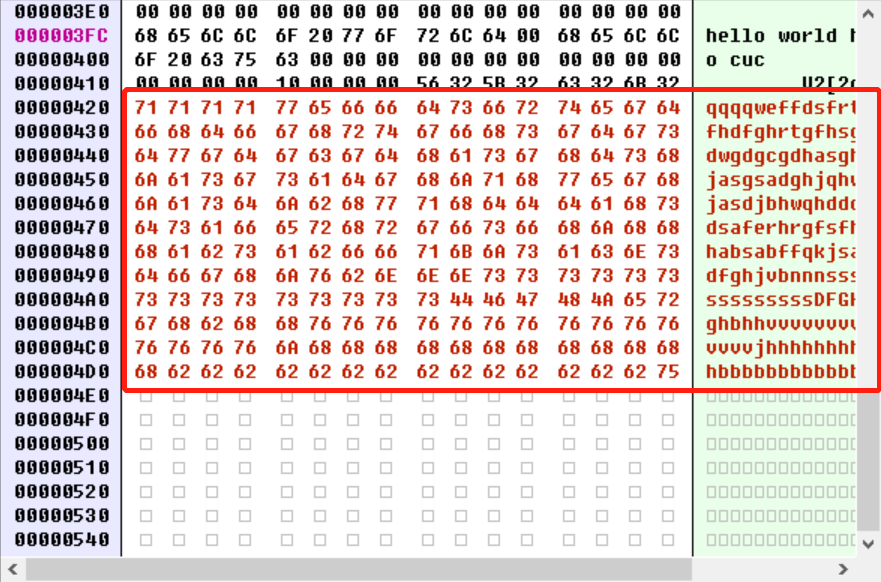 000003E0 00 00 00 00 00 00 00 00 00 00 00 00 00 00 00 00
000003FC 68 65 6C 6C 6F 20 77 6F 72 6C 64 00 68 65 6C 6C hello world h
00000400 6F 20 63 75 63 00 00 00 00 00 00 00 00 00 00 00 o cuc
00000410 00 00 00 00 10 00 00 00 56 32 5B 32 63 32 6B 32 V2[2c
00000420 71 71 71 71 77 65 66 66 64 73 66 72 74 65 67 64 qqqqweffdsfrt
00000430 66 68 64 66 67 68 72 74 67 66 68 73 67 64 67 73 fhdfghrtgfhsg
00000440 64 77 67 64 67 63 67 64 68 61 73 67 68 64 73 68 dwgdgcgdhasgh
00000450 6A 61 73 67 73 61 64 67 68 6A 71 68 77 65 67 68 jasgsadghjqhw
00000460 6A 61 73 64 6A 62 68 77 71 68 64 64 64 61 68 73 jasdjbhwqhddd
00000470 64 73 61 66 65 72 68 72 67 66 73 66 68 6A 68 68 dsaferhrgfsfh
00000480 68 61 62 73 61 62 66 66 71 6B 6A 73 61 63 6E 73 habsabffqkjsa
00000490 64 66 67 68 6A 76 62 6E 6E 6E 73 73 73 73 73 73 dfghjvbnnnsss
000004A0 73 73 73 73 73 73 73 73 73 44 46 47 48 4A 65 72 sssssssssDFGH
000004B0 67 68 62 68 68 76 76 76 76 76 76 76 76 76 76 76 ghbhhvvvvvvvv
000004C0 76 76 76 76 6A 68 68 68 68 68 68 68 68 68 68 68 vvvvjhhhhhhhh
000004D0 68 62 62 62 62 62 62 62 62 62 62 62 62 62 62 75 hbbbbbbbbbbbb
000004E0
000004F0
00000500
00000510
00000520
00000530
00000540